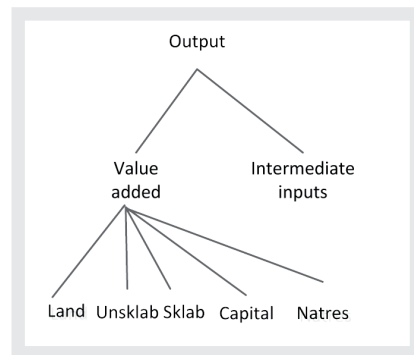 Output
Value
added
Intermediate
inputs
Land Unsklab Sklab Capital Natres